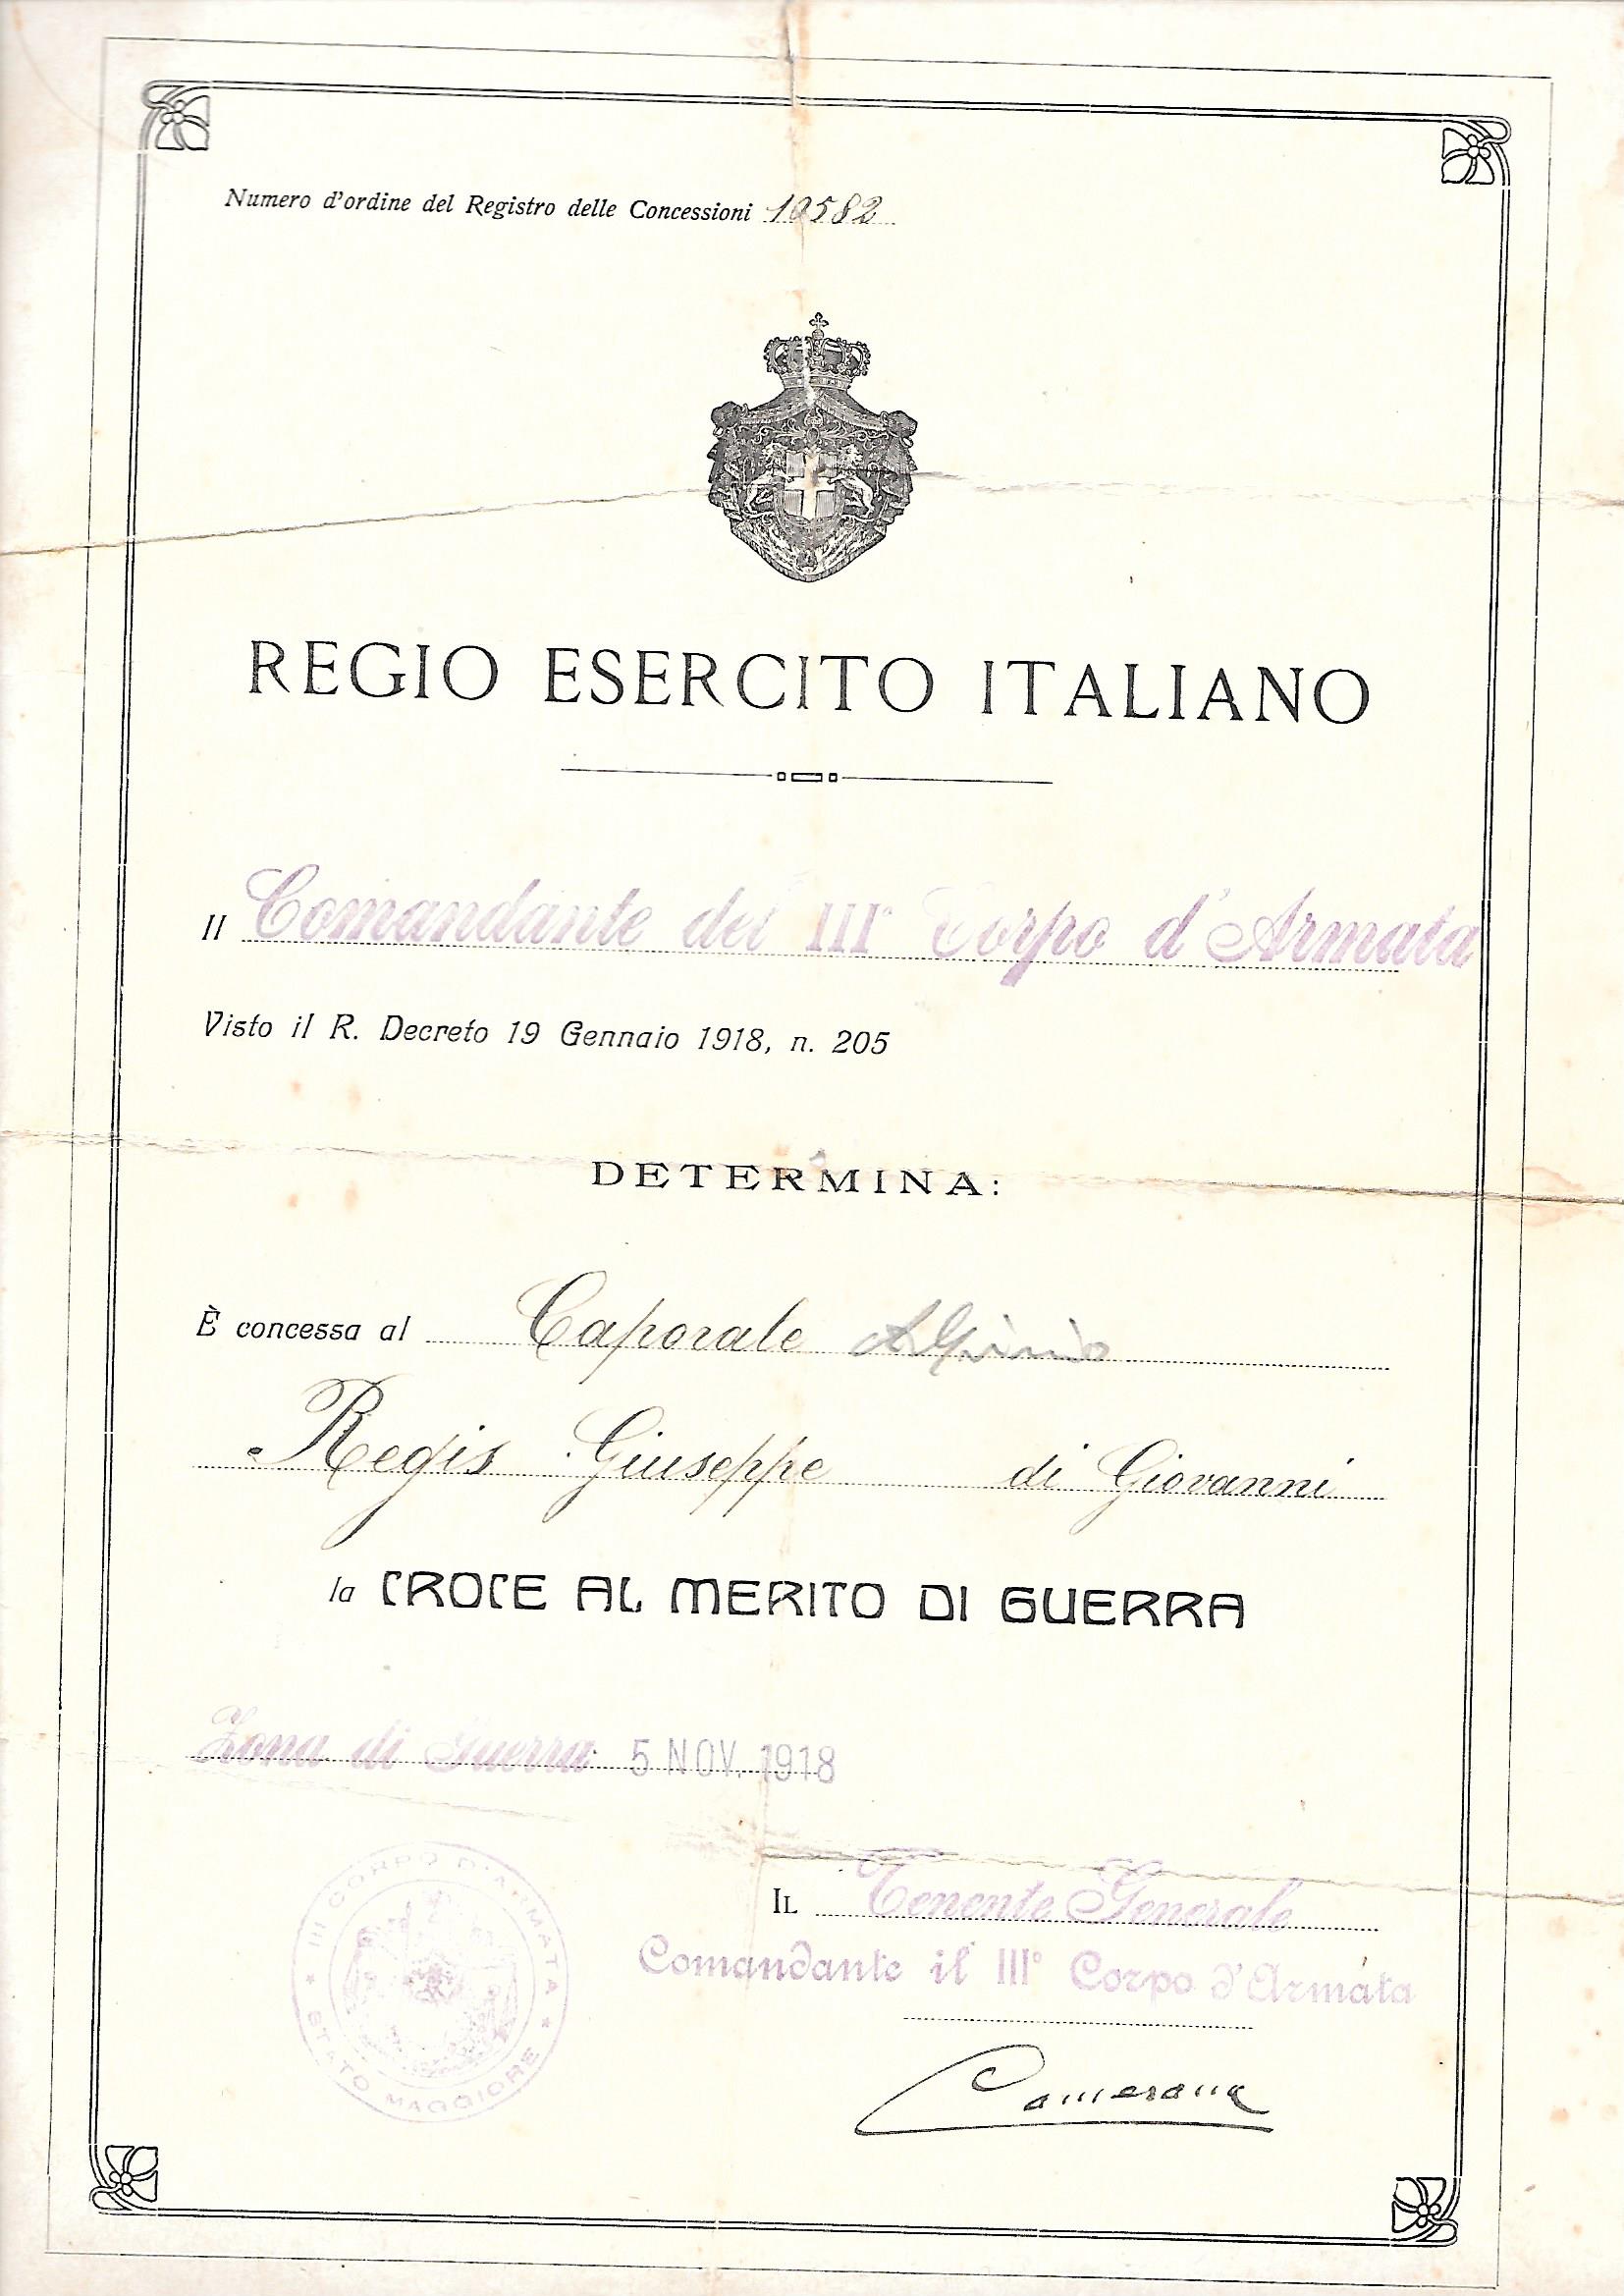 Numero d'ordine del Registro delle Concessioni 10582
REGIO ESERCITO ITALIANO
Il Comandante del III° Corpo d'Armata
Visto il R. Decreto 19 Gennaio 1918, n. 205
DETERMINA:
È concessa al Caporale Alpino
Regis Giuseppe di Giovanni
la CROCE AL MERITO DI GUERRA
Zona di Guerra: 5 NOV. 1918
III CORPO D'ARMATA
★ STATO MAGGIORE ★
IL Tenente Generale
Comandante il III° Corpo d'Armata
Camerana